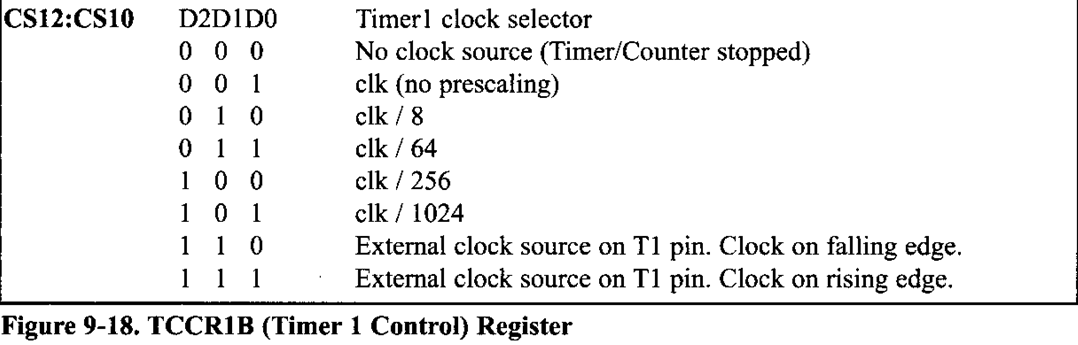 CS12:CS10 D2D1D0 Timer1 clock selector
0 0 0 No clock source (Timer/Counter stopped)
0 0 1 clk (no prescaling)
0 1 0 clk / 8
0 1 1 clk / 64
1 0 0 clk / 256
1 0 1 clk / 1024
1 1 0 External clock source on T1 pin. Clock on falling edge.
1 1 1 External clock source on T1 pin. Clock on rising edge.
Figure 9-18. TCCR1B (Timer 1 Control) Register